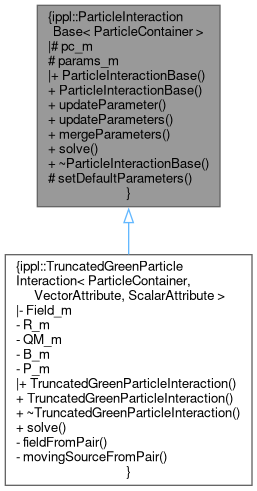 {ippl::ParticleInteraction
Base< ParticleContainer >
|# pc_m
# params_m
|+ ParticleInteractionBase()
+ ParticleInteractionBase()
+ updateParameter()
+ updateParameters()
+ mergeParameters()
+ solve()
+ ~ParticleInteractionBase()
# setDefaultParameters()
}
{ippl::TruncatedGreenParticle
Interaction< ParticleContainer,
VectorAttribute, ScalarAttribute >
|- Field_m
- R_m
- QM_m
- B_m
- P_m
|+ TruncatedGreenParticleInteraction()
+ TruncatedGreenParticleInteraction()
+ ~TruncatedGreenParticleInteraction()
+ solve()
- fieldFromPair()
- movingSourceFromPair()
}